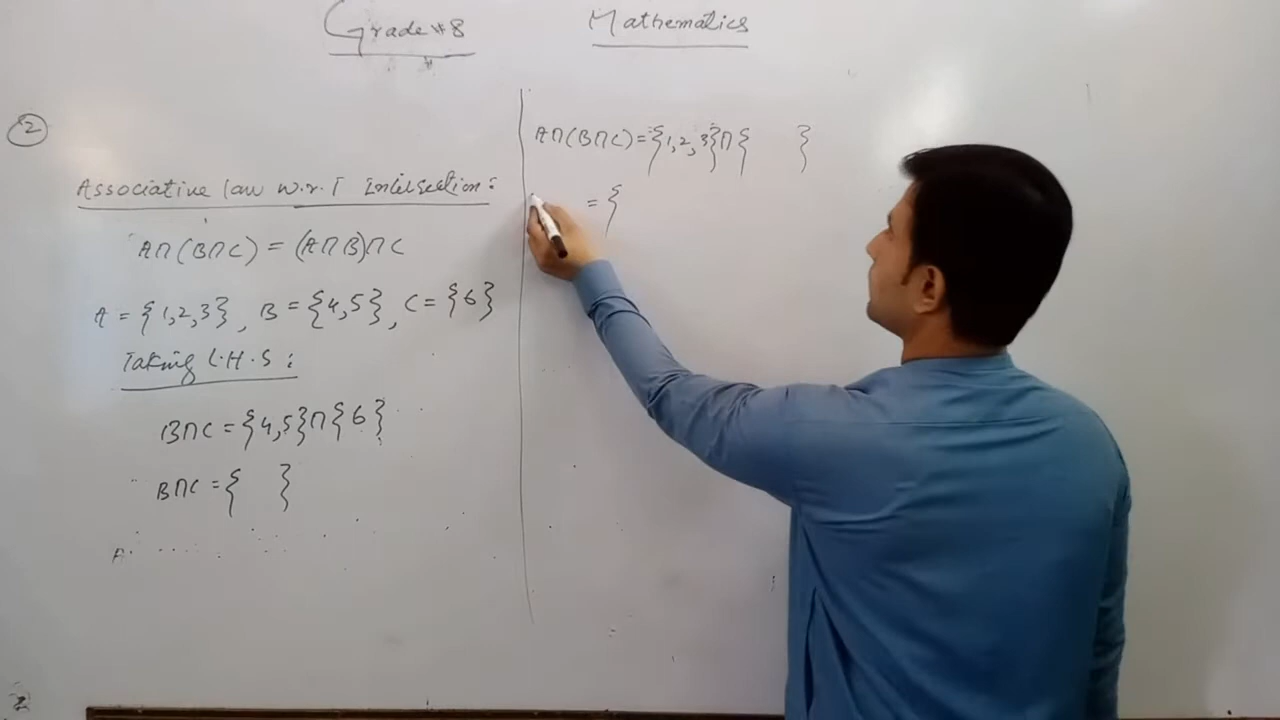 Grade # 8
Mathematics
2
Associative law w.r.t Intersection:
A∩(B∩C) = (A∩B)∩C
A = {1,2,3}, B = {4,5}, C = {6}
Taking L.H.S:
B∩C = {4,5}∩{6}
B∩C = { }
A∩(B∩C) = {1,2,3}∩{ }
= {